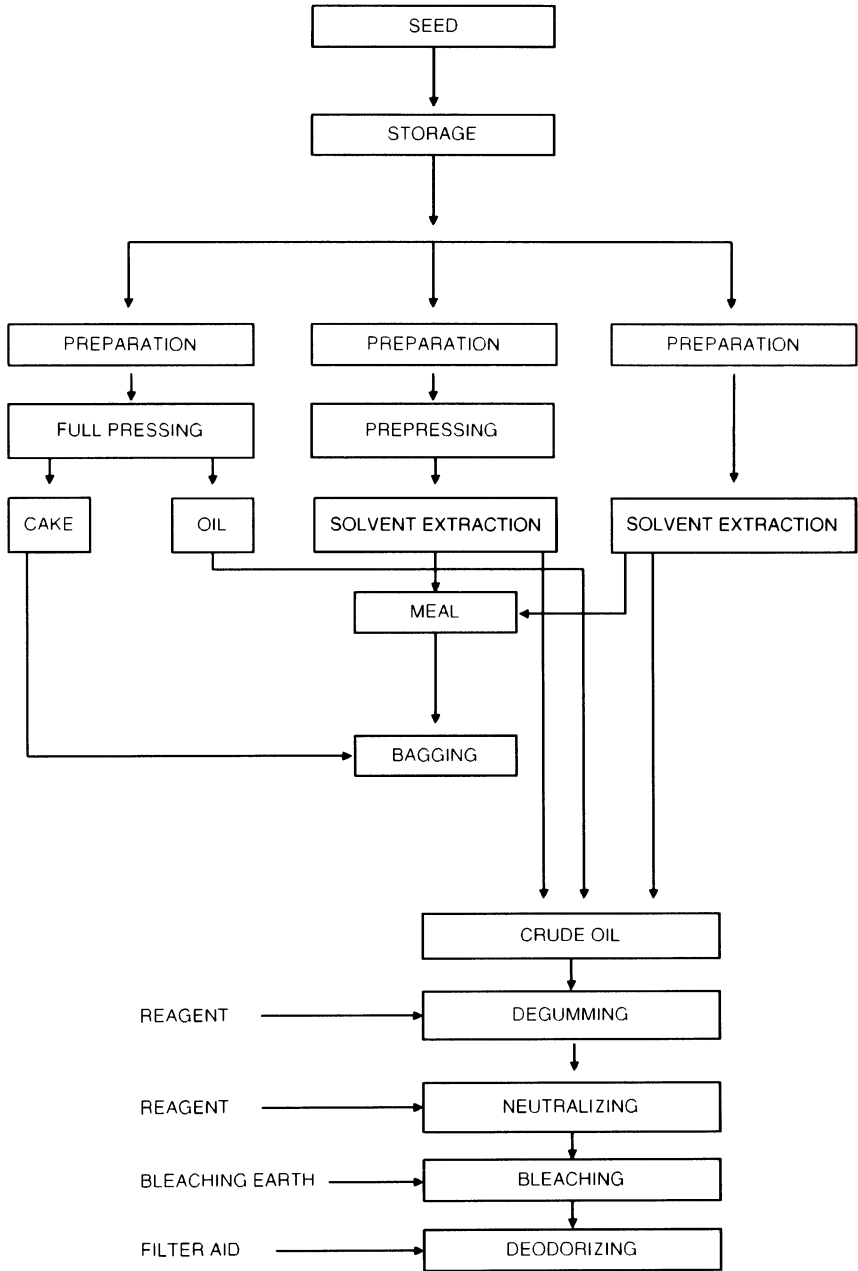 SEED
STORAGE
PREPARATION
PREPARATION
PREPARATION
FULL PRESSING
PREPRESSING
CAKE
OIL
SOLVENT EXTRACTION
SOLVENT EXTRACTION
MEAL
BAGGING
CRUDE OIL
REAGENT
DEGUMMING
REAGENT
NEUTRALIZING
BLEACHING EARTH
BLEACHING
FILTER AID
DEODORIZING